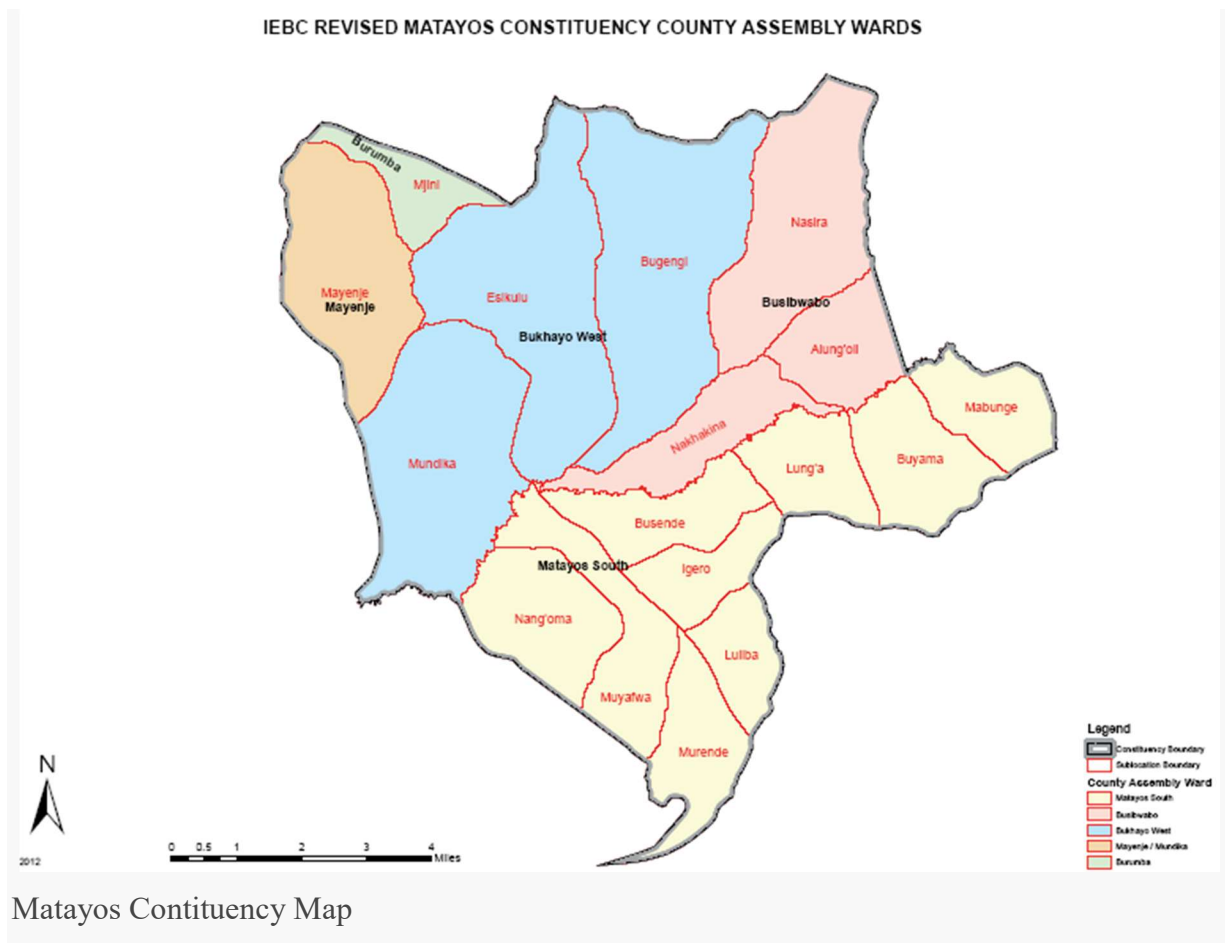 IEBC REVISED MATAYOS CONSTITUENCY COUNTY ASSEMBLY WARDS
Burumba
Mjini
Nasira
Bugengi
Mayenje
Mayenje
Esikulu
Busibwabo
Bukhayo West
Alung'oli
Mabunge
Nakhakina
Mundika
Lung'a
Buyama
Busende
Matayos South
Igero
Nang'oma
Luliba
Muyafwa
Murende
Legend
Constituency Boundary
Sublocation Boundary
County Assembly Ward
Matayos South
Busibwabo
Bukhayo West
Mayenje / Mundika
Burumba
N
0 0.5 1 2 3 4
Miles
2012
Matayos Contituency Map